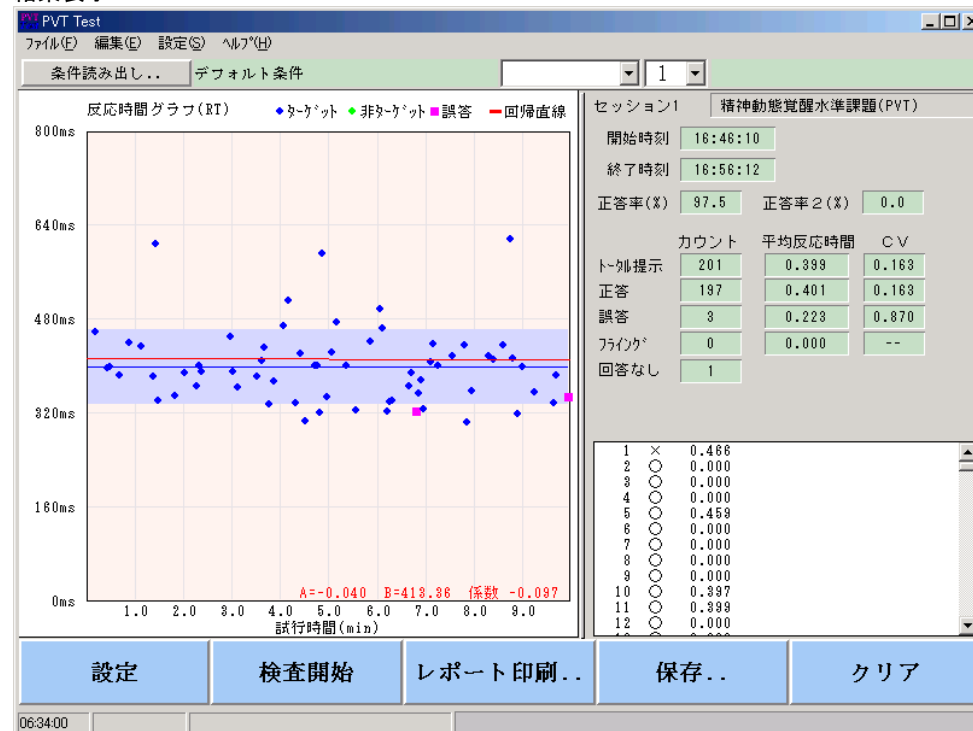 PVT Test
ﾌｧｲﾙ(F) 編集(E) 設定(S) ﾍﾙﾌﾟ(H)
条件読み出し.. デフォルト条件 1
反応時間グラフ(RT) ﾀｰｹﾞｯﾄ 非ﾀｰｹﾞｯﾄ 誤答 回帰直線
800ms
640ms
480ms
320ms
160ms
0ms
A=-0.040 B=413.36 係数 -0.097
1.0 2.0 3.0 4.0 5.0 6.0 7.0 8.0 9.0
試行時間(min)
セッション1 精神動態覚醒水準課題(PVT)
開始時刻 16:46:10
終了時刻 16:56:12
正答率(%) 97.5 正答率２(%) 0.0
カウント 平均反応時間 ＣＶ
ﾄｰﾀﾙ提示 201 0.399 0.163
正答 197 0.401 0.163
誤答 3 0.223 0.870
ﾌﾗｲﾝｸﾞ 0 0.000 --
回答なし 1
1 × 0.466
2 ○ 0.000
3 ○ 0.000
4 ○ 0.000
5 ○ 0.459
6 ○ 0.000
7 ○ 0.000
8 ○ 0.000
9 ○ 0.000
10 ○ 0.397
11 ○ 0.399
12 ○ 0.000
設定 検査開始 レポート印刷.. 保存.. クリア
06:34:00